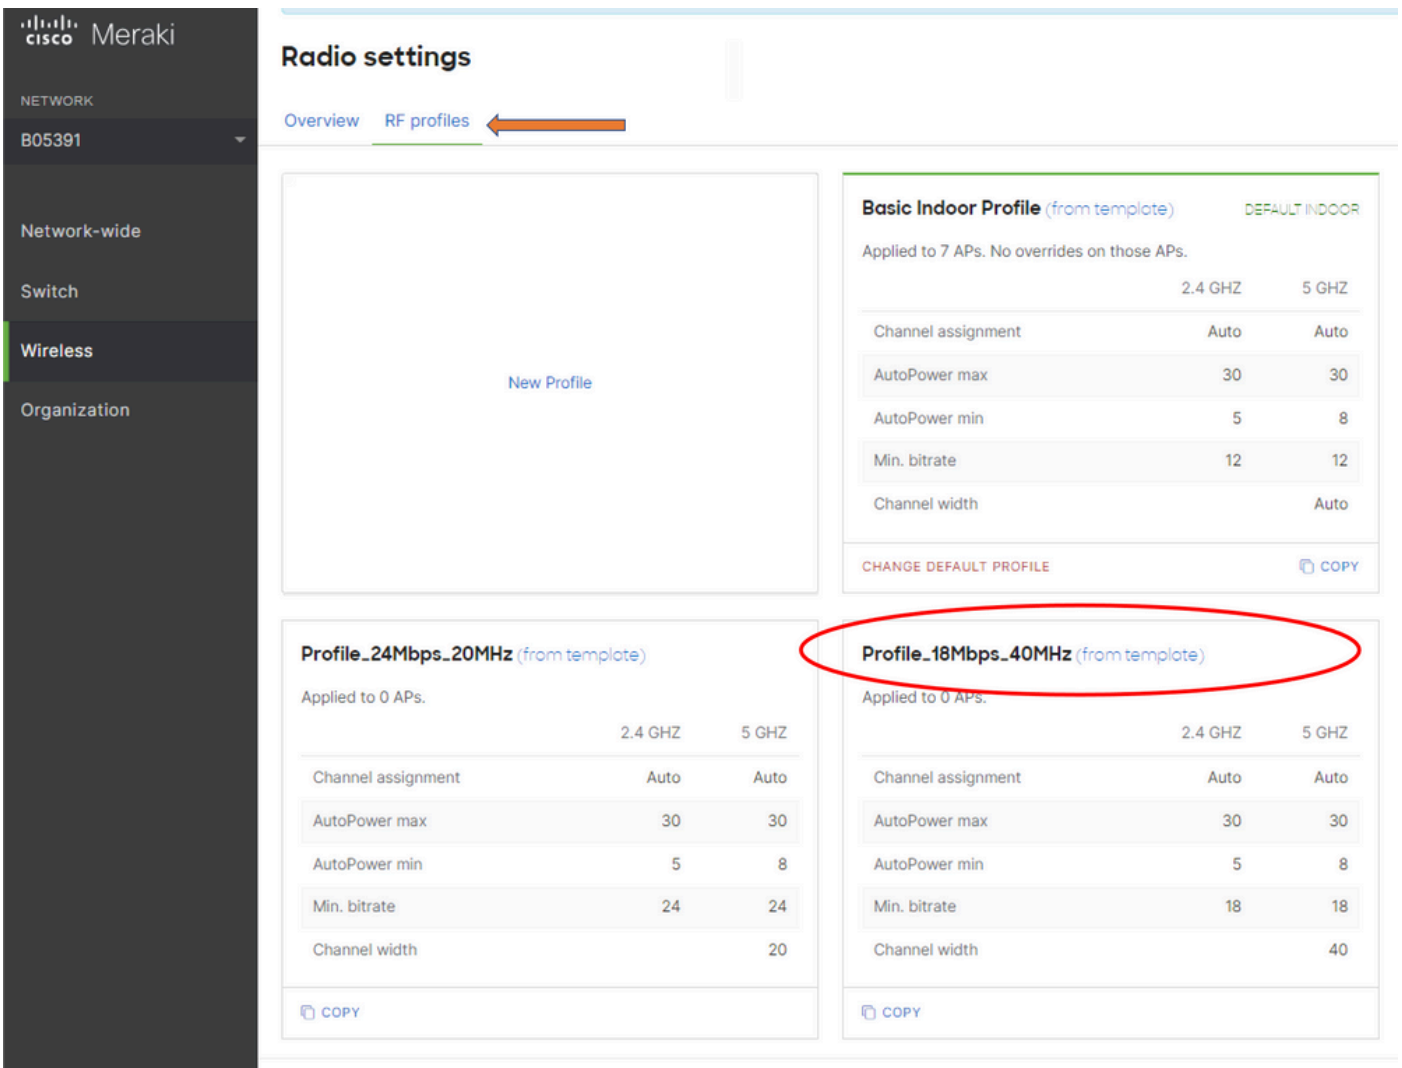 cisco Meraki
NETWORK
B05391
Network-wide
Switch
Wireless
Organization
Radio settings
Overview RF profiles
New Profile
Basic Indoor Profile (from template) DEFAULT INDOOR
Applied to 7 APs. No overrides on those APs.
2.4 GHZ 5 GHZ
Channel assignment Auto Auto
AutoPower max 30 30
AutoPower min 5 8
Min. bitrate 12 12
Channel width Auto
CHANGE DEFAULT PROFILE COPY
Profile_24Mbps_20MHz (from template)
Applied to 0 APs.
2.4 GHZ 5 GHZ
Channel assignment Auto Auto
AutoPower max 30 30
AutoPower min 5 8
Min. bitrate 24 24
Channel width 20
COPY
Profile_18Mbps_40MHz (from template)
Applied to 0 APs.
2.4 GHZ 5 GHZ
Channel assignment Auto Auto
AutoPower max 30 30
AutoPower min 5 8
Min. bitrate 18 18
Channel width 40
COPY